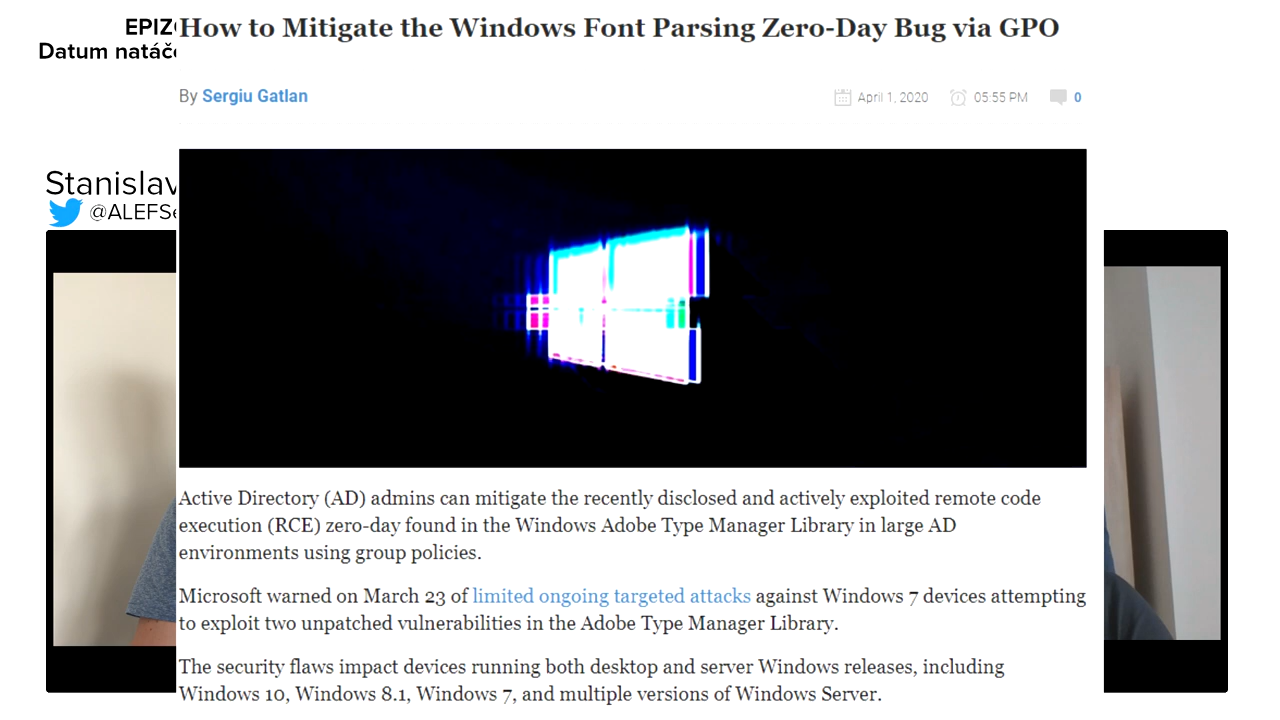 How to Mitigate the Windows Font Parsing Zero-Day Bug via GPO
Datum
By Sergiu Gatlan
April 1, 2020 05:55 PM 0
Stanislav
Active Directory (AD) admins can mitigate the recently disclosed and actively exploited remote code
execution (RCE) zero-day found in the Windows Adobe Type Manager Library in large AD
environments using group policies.
Microsoft warned on March 23 of limited ongoing targeted attacks against Windows 7 devices attempting
to exploit two unpatched vulnerabilities in the Adobe Type Manager Library.
The security flaws impact devices running both desktop and server Windows releases, including
Windows 10, Windows 8.1, Windows 7, and multiple versions of Windows Server.